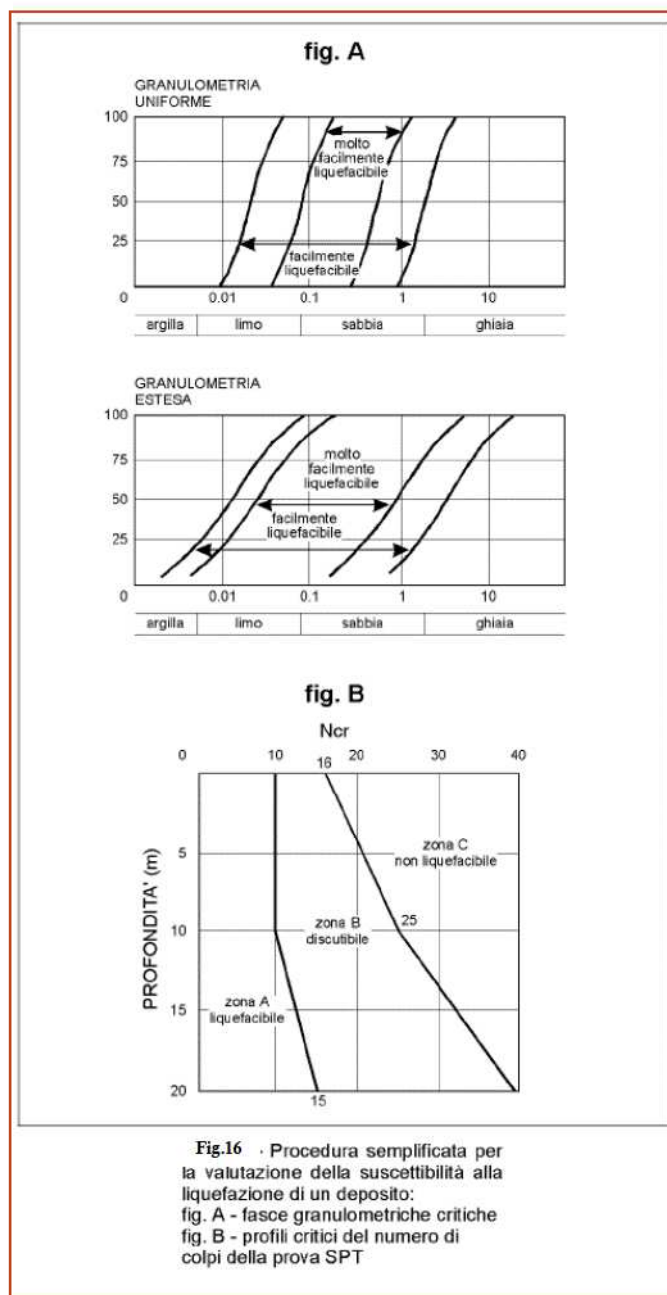 fig. A
GRANULOMETRIA
UNIFORME
100
75
50
25
0
molto
facilmente
liquefacibile
facilmente
liquefacibile
0.01 0.1 1 10
argilla limo sabbia ghiaia
GRANULOMETRIA
ESTESA
100
75
50
25
0
molto
facilmente
liquefacibile
facilmente
liquefacibile
0.01 0.1 1 10
argilla limo sabbia ghiaia
fig. B
Ncr
0 10 16 20 30 40
PROFONDITA' (m)
5
10
15
20
zona C
non liquefacibile
25
zona B
discutibile
zona A
liquefacibile
15
Fig.16 · Procedura semplificata per
la valutazione della suscettibilità alla
liquefazione di un deposito:
fig. A - fasce granulometriche critiche
fig. B - profili critici del numero di
colpi della prova SPT